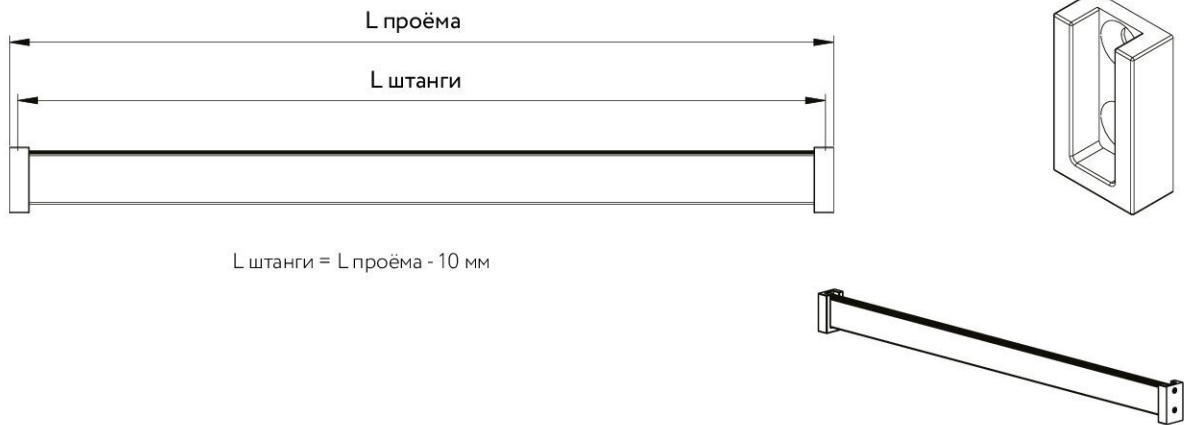 L проёма
L штанги
L штанги = L проёма - 10 мм